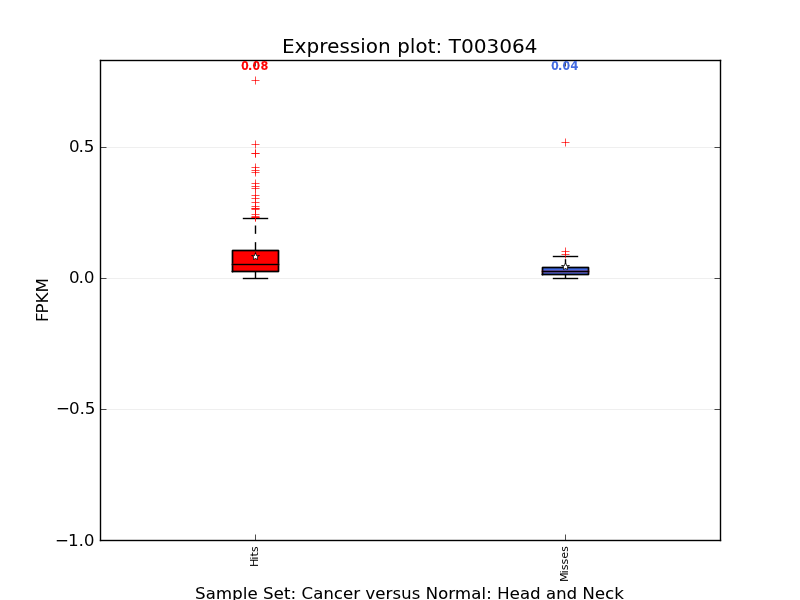 Expression plot: T003064
0.08
0.04
0.5
0.0
−0.5
−1.0
FPKM
Hits
Misses
Sample Set: Cancer versus Normal: Head and Neck